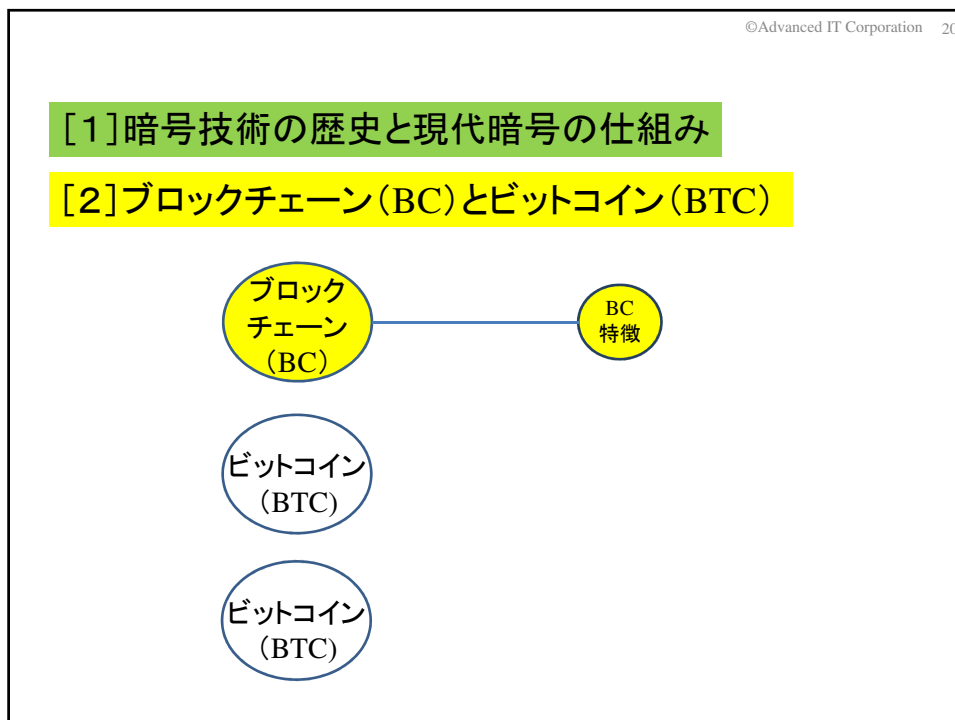 ©Advanced IT Corporation 20
[1]暗号技術の歴史と現代暗号の仕組み
[2]ブロックチェーン(BC)とビットコイン(BTC)
ブロック
チェーン
(BC)
BC
特徴
ビットコイン
(BTC)
ビットコイン
(BTC)